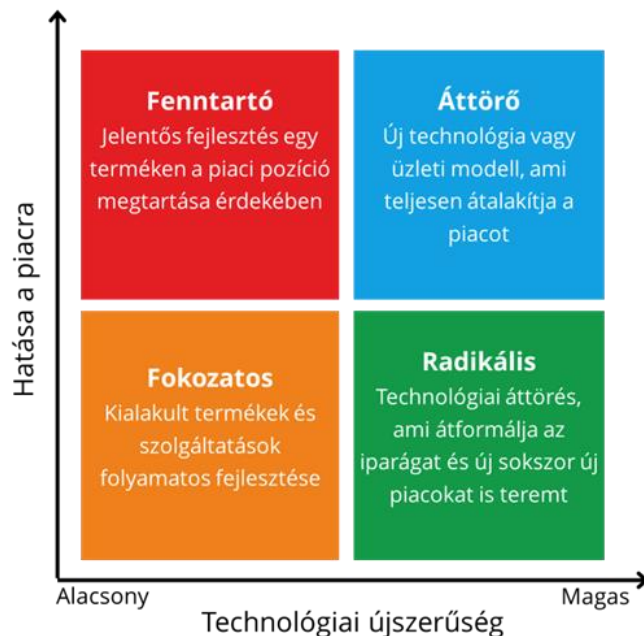 Hatása a piacra
Fenntartó
Jelentős fejlesztés egy
terméken a piaci pozíció
megtartása érdekében
Áttörő
Új technológia vagy
üzleti modell, ami
teljesen átalakítja a
piacot
Fokozatos
Kialakult termékek és
szolgáltatások
folyamatos fejlesztése
Radikális
Technológiai áttörés,
ami átformálja az
iparágat és új sokszor új
piacokat is teremt
Alacsony
Magas
Technológiai újszerűség